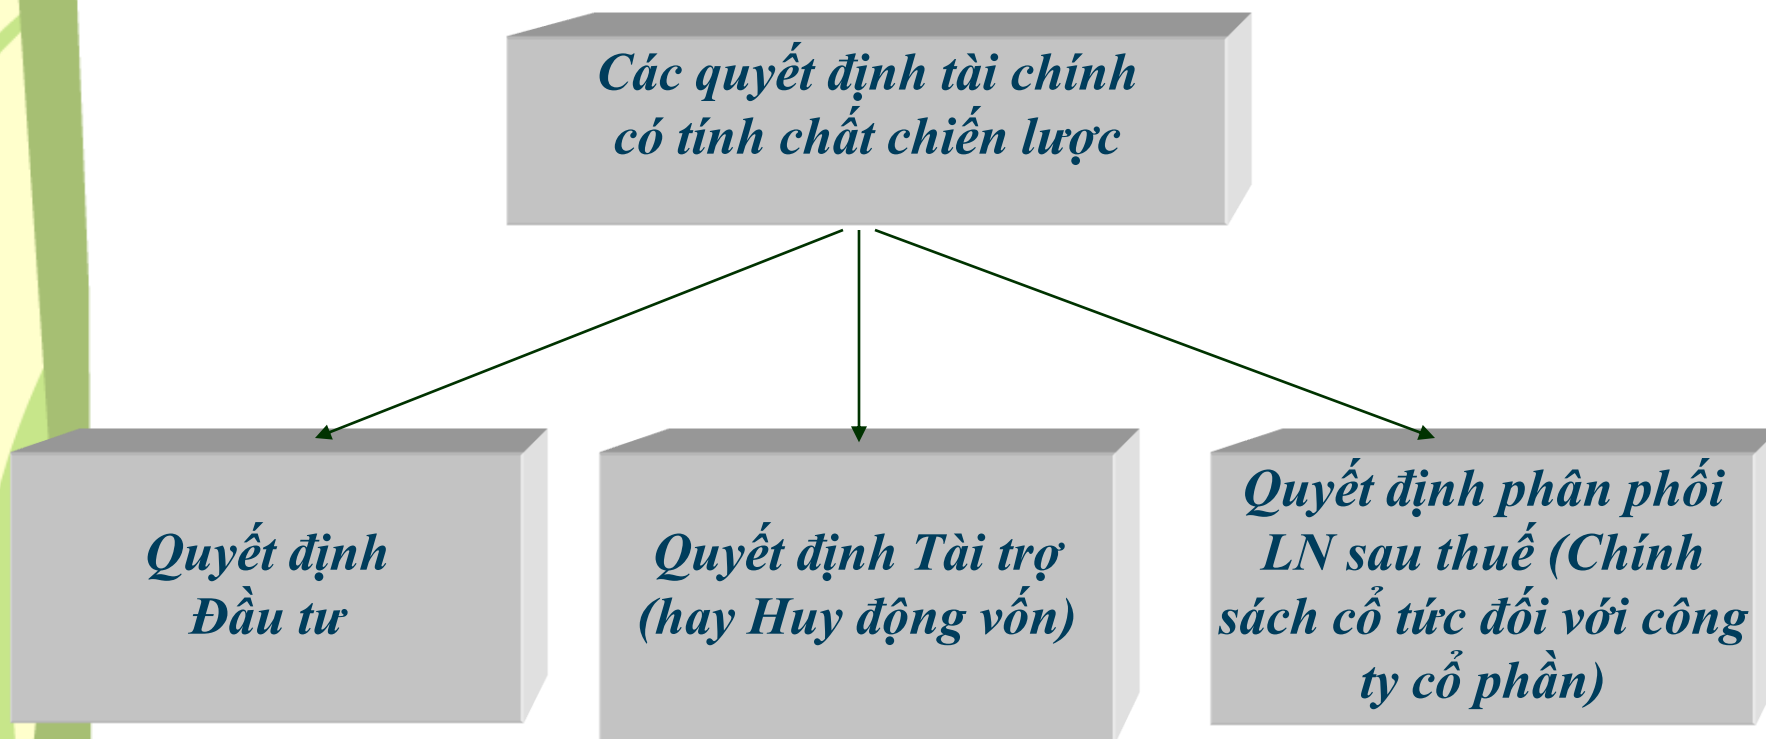 Các quyết định tài chính
có tính chất chiến lược
Quyết định
Đầu tư
Quyết định Tài trợ
(hay Huy động vốn)
Quyết định phân phối
LN sau thuế (Chính
sách cổ tức đối với công
ty cổ phần)